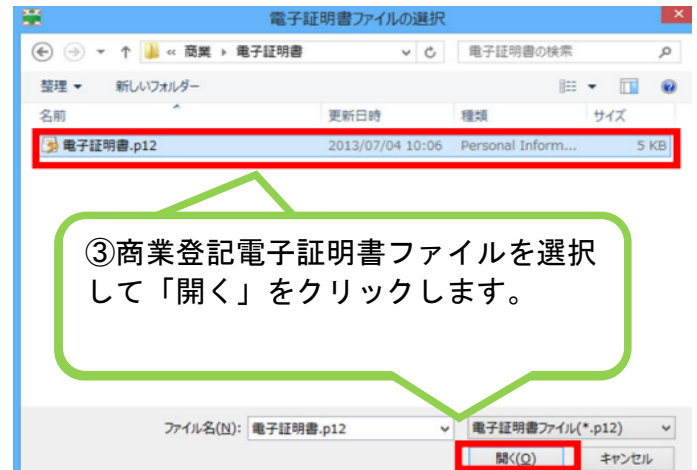 電子証明書ファイルの選択
« 商業 › 電子証明書 電子証明書の検索
整理 新しいフォルダー
名前 更新日時 種類 サイズ
電子証明書.p12 2013/07/04 10:06 Personal Inform... 5 KB
③商業登記電子証明書ファイルを選択
して「開く」をクリックします。
ファイル名(N): 電子証明書.p12 電子証明書ファイル(*.p12)
開く(O) キャンセル